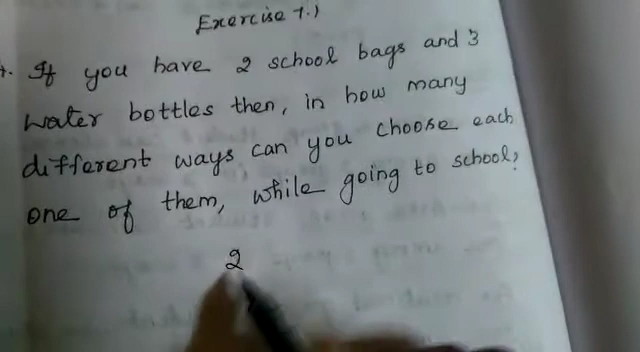 Exercise 7.1
1. If you have 2 school bags and 3
water bottles then, in how many
different ways can you choose each
one of them, while going to school?
2